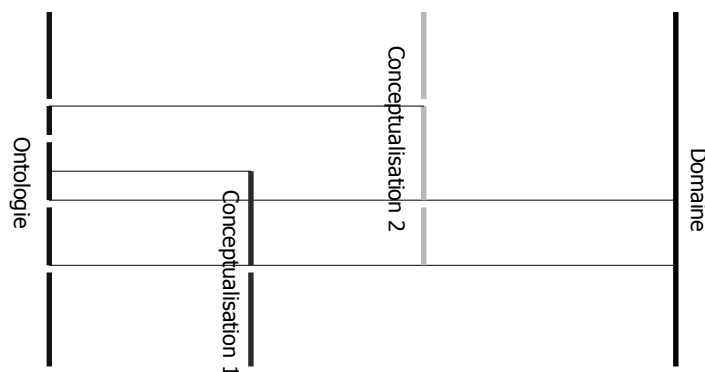 Ontologie
Conceptualisation 1
Conceptualisation 2
Domaine